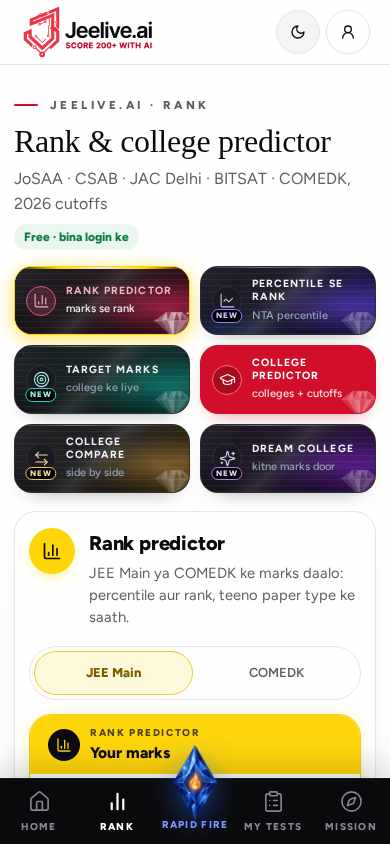 Jeelive.ai
SCORE 200+ WITH AI
JEELIVE.AI · RANK
Rank & college predictor
JoSAA · CSAB · JAC Delhi · BITSAT · COMEDK,
2026 cutoffs
Free · bina login ke
RANK PREDICTOR
marks se rank
PERCENTILE SE
RANK
NTA percentile
NEW
TARGET MARKS
college ke liye
NEW
COLLEGE
PREDICTOR
colleges + cutoffs
COLLEGE
COMPARE
side by side
NEW
DREAM COLLEGE
kitne marks door
NEW
Rank predictor
JEE Main ya COMEDK ke marks daalo:
percentile aur rank, teeno paper type ke
saath.
JEE Main
COMEDK
RANK PREDICTOR
Your marks
HOME
RANK
RAPID FIRE
MY TESTS
MISSION